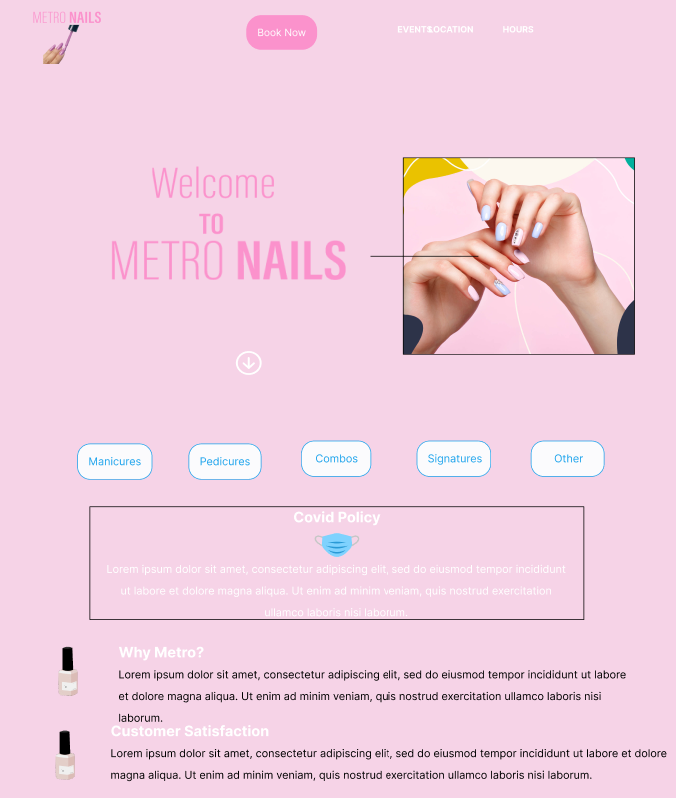 METRO NAILS
Book Now
EVENTS
LOCATION
HOURS
Welcome
TO
METRO NAILS
Manicures
Pedicures
Combos
Signatures
Other
Covid Policy
Lorem ipsum dolor sit amet, consectetur adipiscing elit, sed do eiusmod tempor incididunt
ut labore et dolore magna aliqua. Ut enim ad minim veniam, quis nostrud exercitation
ullamco laboris nisi laborum.
Why Metro?
Lorem ipsum dolor sit amet, consectetur adipiscing elit, sed do eiusmod tempor incididunt ut labore
et dolore magna aliqua. Ut enim ad minim veniam, quis nostrud exercitation ullamco laboris nisi
laborum.
Customer Satisfaction
Lorem ipsum dolor sit amet, consectetur adipiscing elit, sed do eiusmod tempor incididunt ut labore et dolore
magna aliqua. Ut enim ad minim veniam, quis nostrud exercitation ullamco laboris nisi laborum.